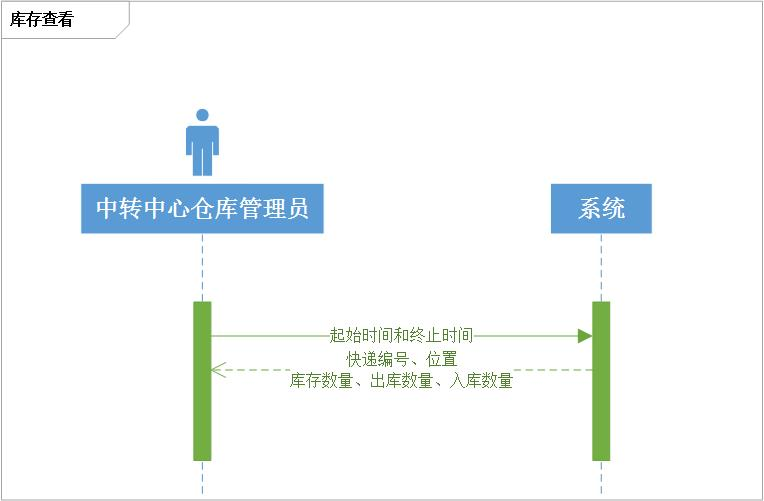 库存查看
中转中心仓库管理员
系统
起始时间和终止时间
快递编号、位置
库存数量、出库数量、入库数量